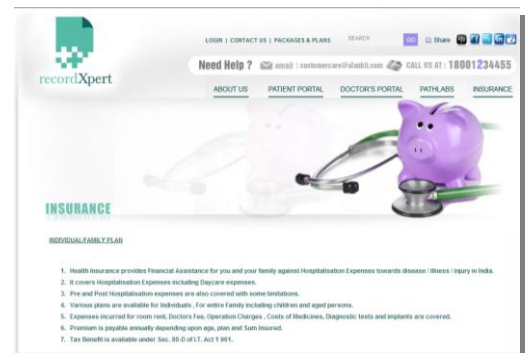 LOGIN | CONTACT US | PACKAGES & PLANS SEARCH GO Share
recordXpert
Need Help ? email : customercare@stankit.com CALL US AT : 18001234455
ABOUT US PATIENT PORTAL DOCTOR'S PORTAL PATHLABS INSURANCE
INSURANCE
INDIVIDUAL/FAMILY PLAN
1. Health Insurance provides Financial Assistance for you and your family against Hospitalisation Expenses towards disease / illness / injury in India.
2. It covers Hospitalisation Expenses including Daycare expenses.
3. Pre and Post Hospitalisation expenses are also covered with some limitations.
4. Various plans are available for Individuals , For entire Family including children and aged persons.
5. Expenses incurred for room rent, Doctors Fee, Operation Charges , Costs of Medicines, Diagnostic tests and implants are covered.
6. Premium is payable annually depending upon age, plan and Sum Insured.
7. Tax Benefit is available under Sec. 80-D of I.T. Act 1 961.